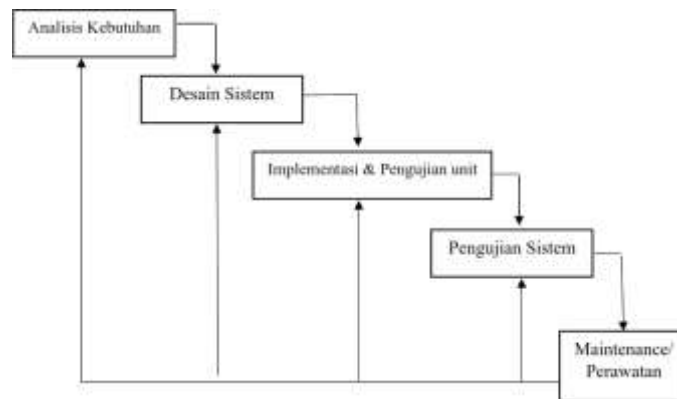 Analisis Kebutuhan
Desain Sistem
Implementasi & Pengujian unit
Pengujian Sistem
Maintenance/
Perawatan